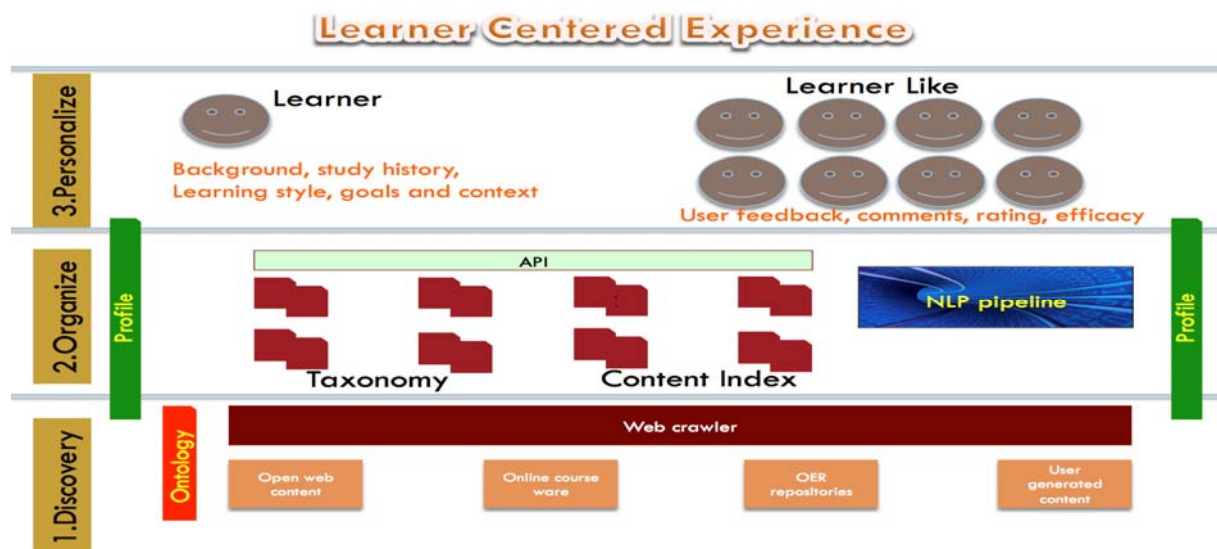 Learner Centered Experience
3.Personalize
Learner
Learner Like
Background, study history,
Learning style, goals and context
User feedback, comments, rating, efficacy
2.Organize
Profile
API
NLP pipeline
Profile
Taxonomy
Content Index
1.Discovery
Ontology
Web crawler
Open web
content
Online course
ware
OER
repositories
User
generated
content